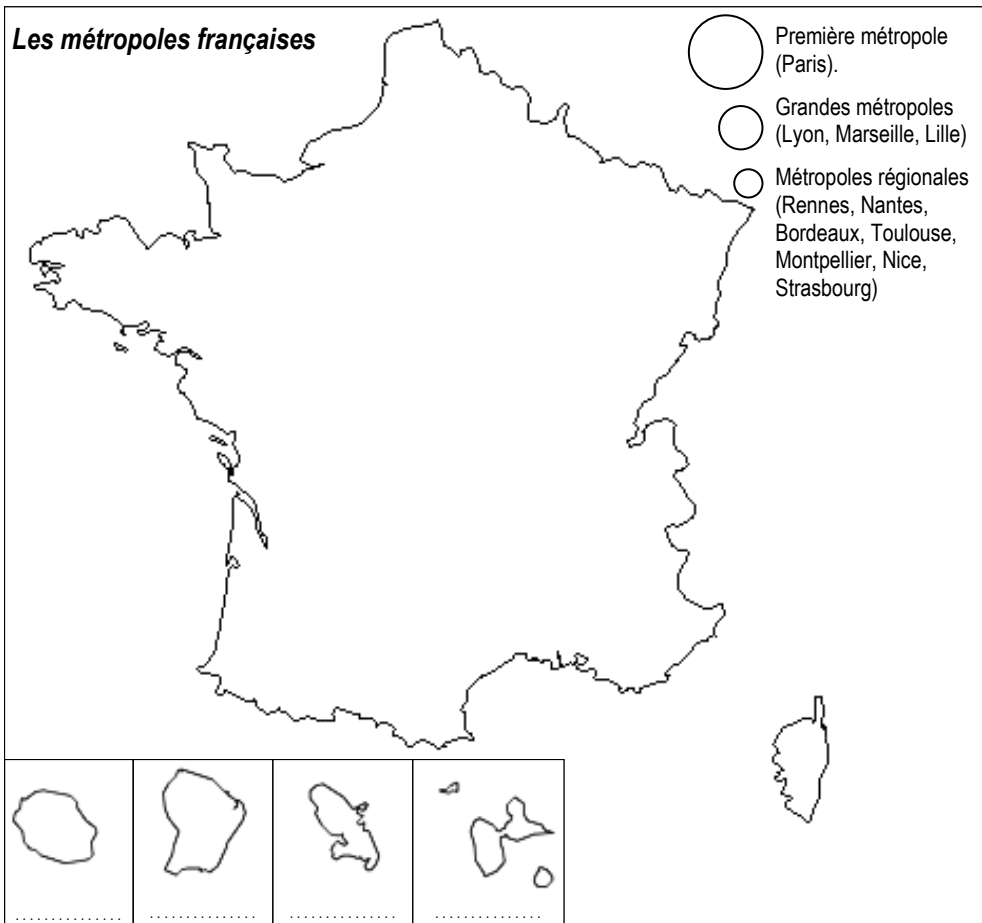 Les métropoles françaises
Première métropole
(Paris).
Grandes métropoles
(Lyon, Marseille, Lille)
Métropoles régionales
(Rennes, Nantes,
Bordeaux, Toulouse,
Montpellier, Nice,
Strasbourg)
................ ................ ................ ................